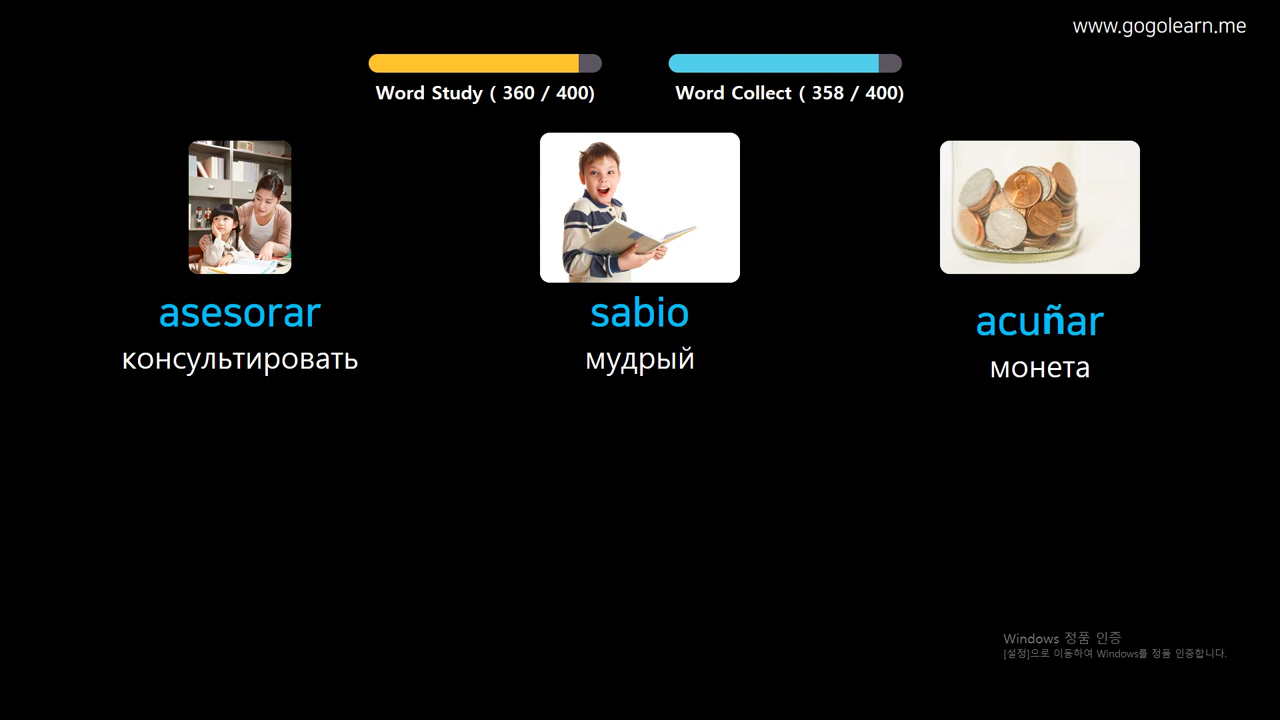 www.gogolearn.me
Word Study ( 360 / 400)
Word Collect ( 358 / 400)
asesorar
консультировать
sabio
мудрый
acuñar
монета
Windows 정품 인증
[설정]으로 이동하여 Windows를 정품 인증합니다.